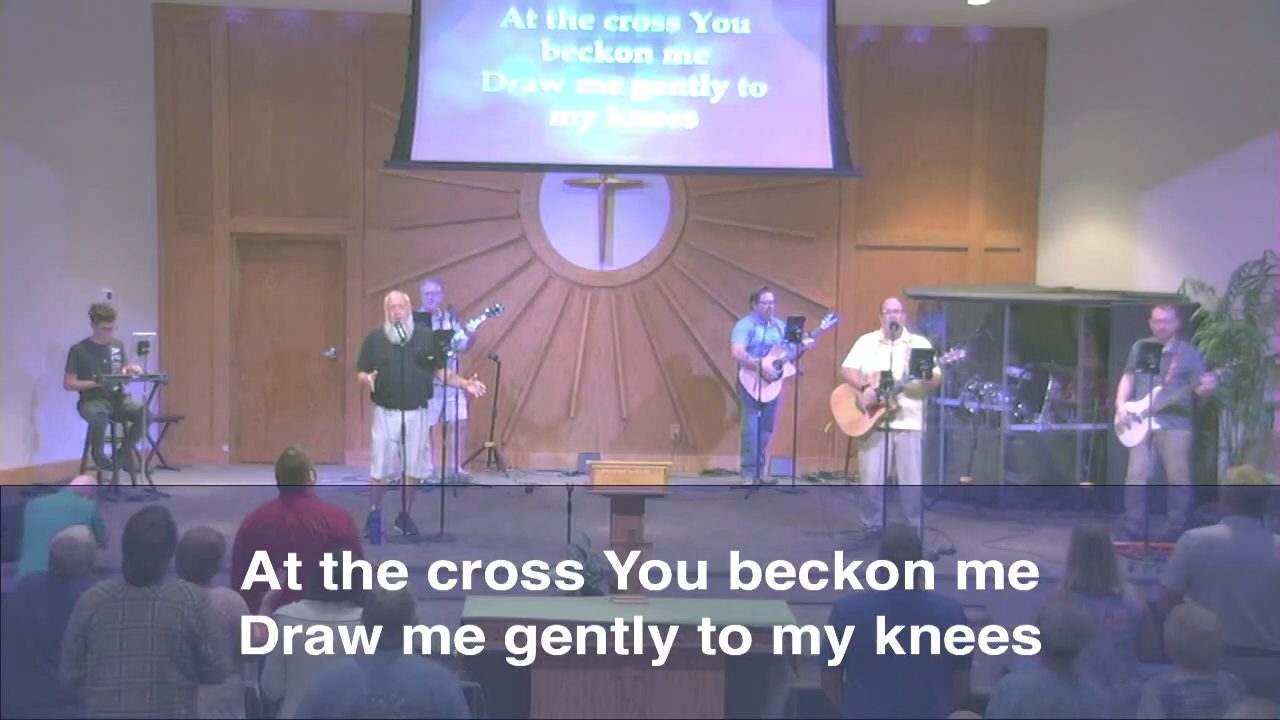 At the cross You
beckon me
Draw me gently to
my knees
At the cross You beckon me
Draw me gently to my knees